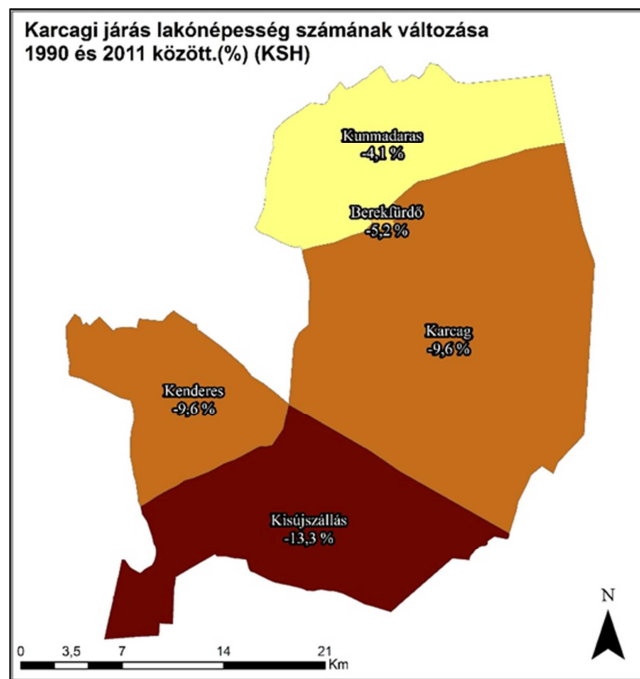 Karcagi járás lakónépesség számának változása
1990 és 2011 között.(%) (KSH)
Kunmadaras
-4,1 %
Berekfürdő
-5,2 %
Karcag
-9,6 %
Kenderes
-9,6 %
Kisújszállás
-13,3 %
N
0 3,5 7 14 21
Km